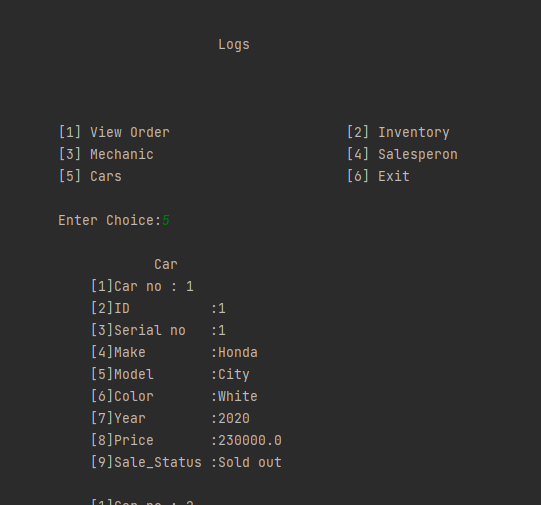 Logs
[1] View Order [2] Inventory
[3] Mechanic [4] Salesperon
[5] Cars [6] Exit
Enter Choice:5
Car
[1]Car no : 1
[2]ID :1
[3]Serial no :1
[4]Make :Honda
[5]Model :City
[6]Color :White
[7]Year :2020
[8]Price :230000.0
[9]Sale_Status :Sold out
[1]Car no : 2